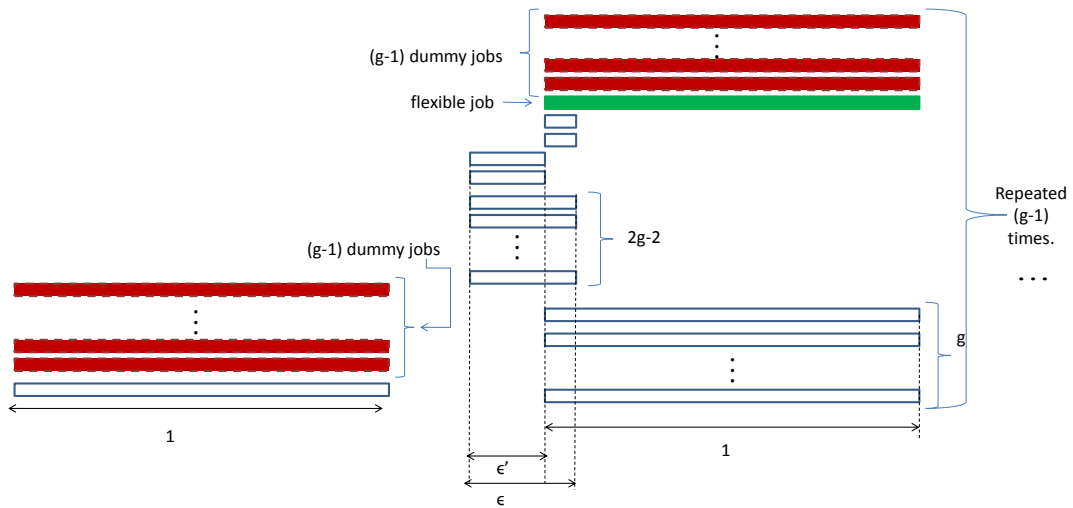 (g-1) dummy jobs
flexible job
2g-2
Repeated
(g-1)
times.
(g-1) dummy jobs
g
1
1
ϵ’
ϵ